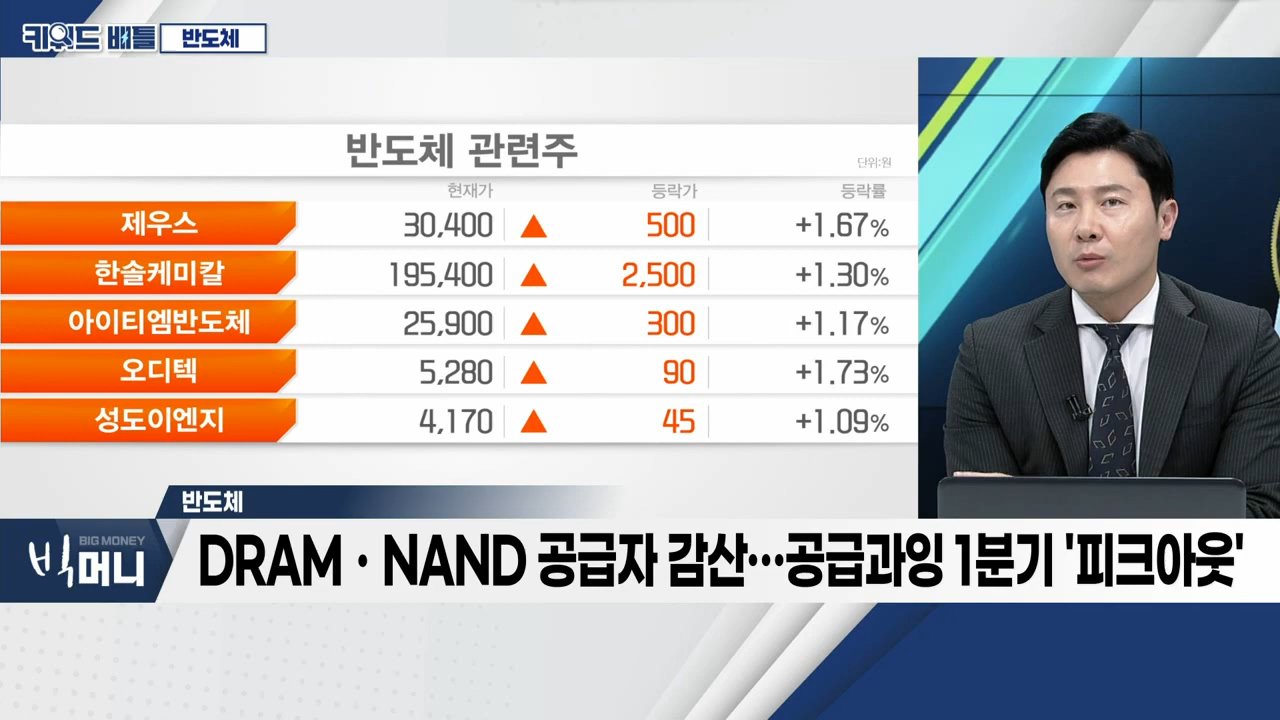 키워드 배틀 반도체
반도체 관련주
단위:원
현재가 등락가 등락률
제우스 30,400 ▲ 500 +1.67%
한솔케미칼 195,400 ▲ 2,500 +1.30%
아이티엠반도체 25,900 ▲ 300 +1.17%
오디텍 5,280 ▲ 90 +1.73%
성도이엔지 4,170 ▲ 45 +1.09%
반도체
BIG MONEY
빅머니
DRAM·NAND 공급자 감산…공급과잉 1분기 '피크아웃'